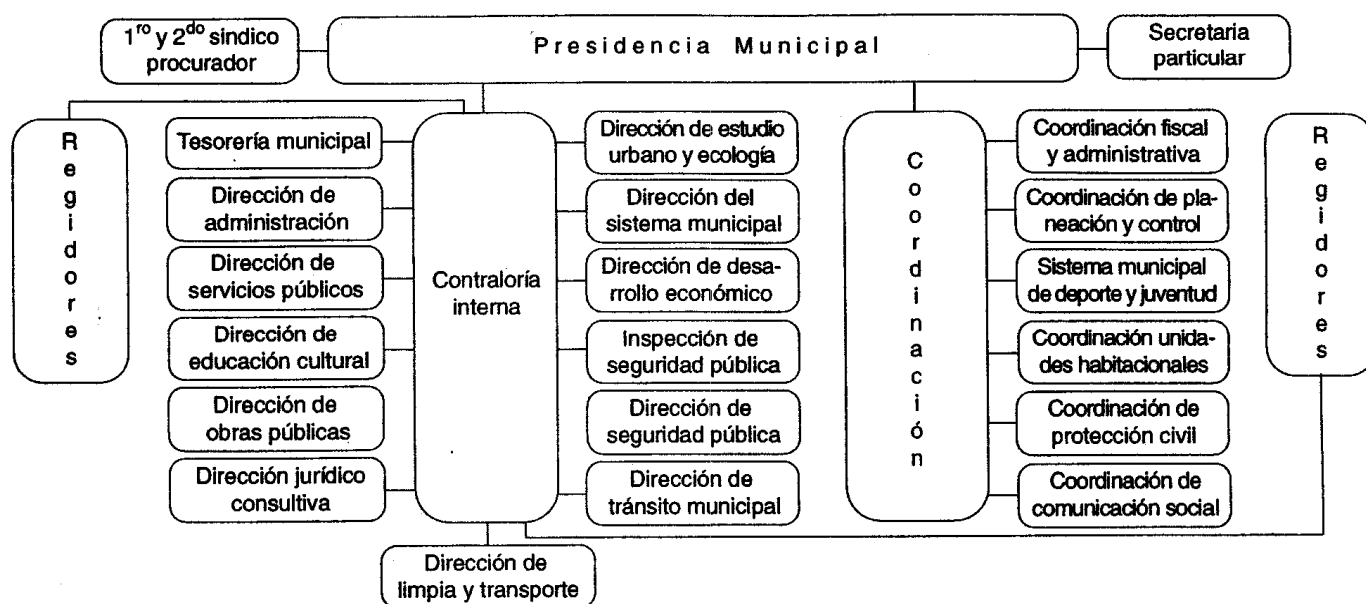 1ro y 2do sindico
procurador
Presidencia Municipal
Secretaria
particular
Regidores
Tesorería municipal
Dirección de
administración
Dirección de
servicios públicos
Dirección de
educación cultural
Dirección de
obras públicas
Dirección jurídico
consultiva
Contraloría
interna
Dirección de estudio
urbano y ecología
Dirección del
sistema municipal
Dirección de desa-
rrollo económico
Inspección de
seguridad pública
Dirección de
seguridad pública
Dirección de
tránsito municipal
Dirección de
limpia y transporte
Coordinación
Coordinación fiscal
y administrativa
Coordinación de pla-
neación y control
Sistema municipal
de deporte y juventud
Coordinación unida-
des habitacionales
Coordinación de
protección civil
Coordinación de
comunicación social
Regidores